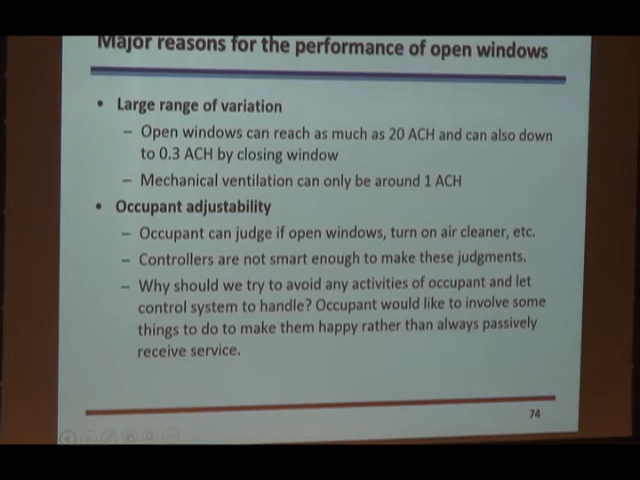 Major reasons for the performance of open windows
• Large range of variation
– Open windows can reach as much as 20 ACH and can also down
to 0.3 ACH by closing window
– Mechanical ventilation can only be around 1 ACH
• Occupant adjustability
– Occupant can judge if open windows, turn on air cleaner, etc.
– Controllers are not smart enough to make these judgments.
– Why should we try to avoid any activities of occupant and let
control system to handle? Occupant would like to involve some
things to do to make them happy rather than always passively
receive service.
74